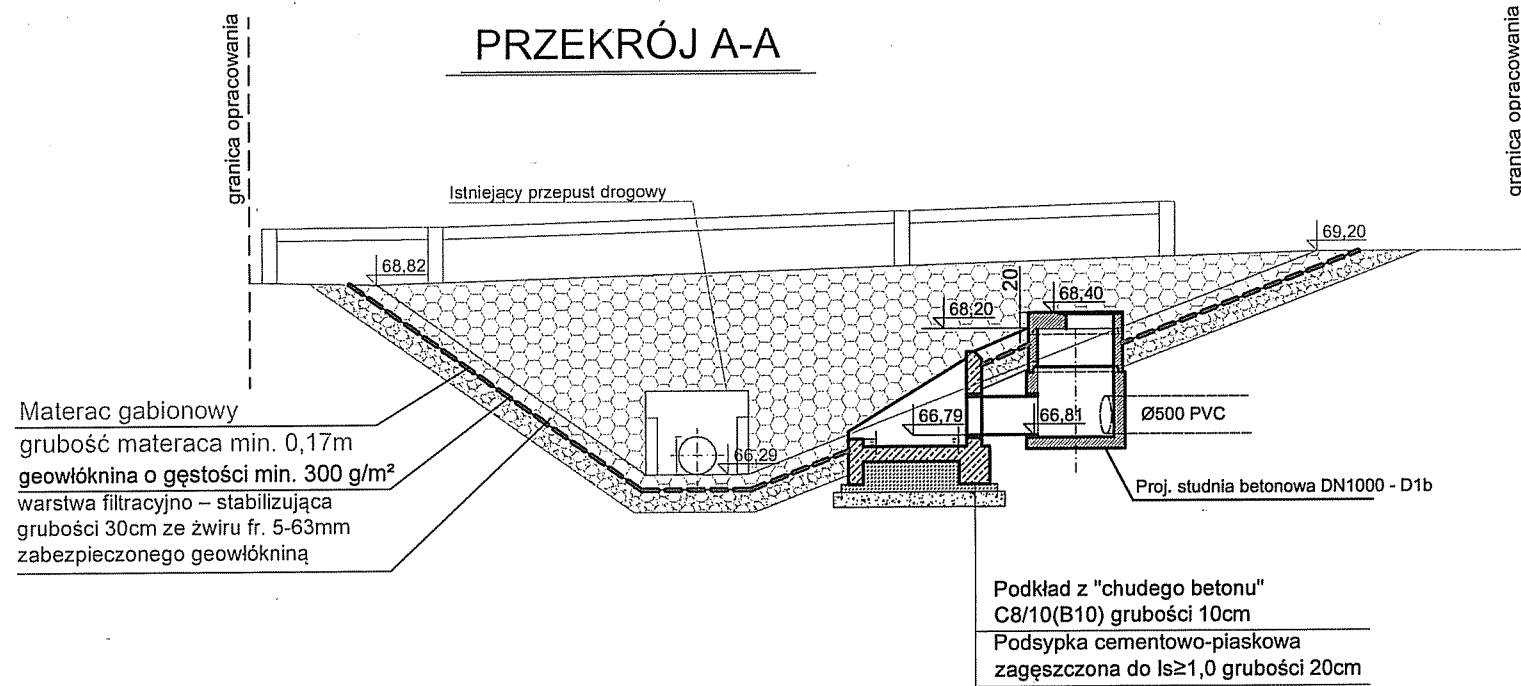 granica opracowania
PRZEKRÓJ A-A
granica opracowania
Istniejący przepust drogowy
68,82
69,20
20
68,40
68,20
66,79
66,81
Ø500 PVC
66,29
Materac gabionowy
grubość materaca min. 0,17m
geowłóknina o gęstości min. 300 g/m²
warstwa filtracyjno – stabilizująca
grubości 30cm ze żwiru fr. 5-63mm
zabezpieczonego geowłókniną
Proj. studnia betonowa DN1000 - D1b
Podkład z "chudego betonu"
C8/10(B10) grubości 10cm
Podsypka cementowo-piaskowa
zagęszczona do Is≥1,0 grubości 20cm